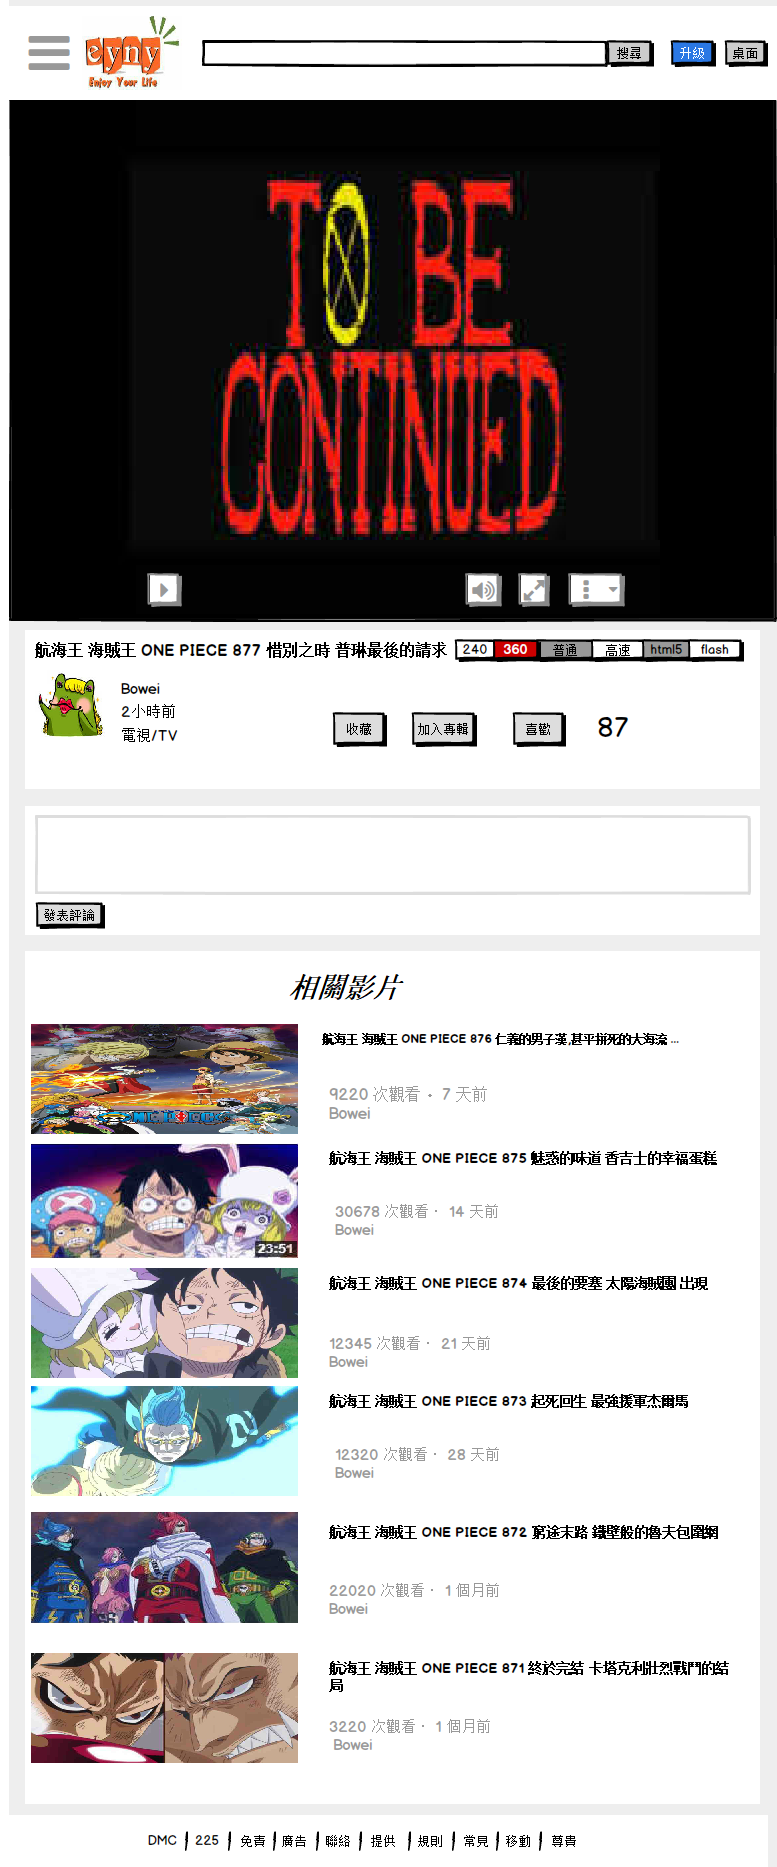 eyny
Enjoy Your Life
搜尋
升級
桌面
TO BE
CONTINUED
航海王 海賊王 ONE PIECE 877 惜別之時 普琳最後的請求
240 360 普通 高速 html5 flash
Bowei
2小時前
電視/TV
收藏
加入專輯
喜歡
87
發表評論
相關影片
航海王 海賊王 ONE PIECE 876 仁義的男子漢,甚平拼死的大海流 ...
9220 次觀看 • 7 天前
Bowei
23:51
航海王 海賊王 ONE PIECE 875 魅惑的味道 香吉士的幸福蛋糕
30678 次觀看 · 14 天前
Bowei
航海王 海賊王 ONE PIECE 874 最後的要塞 太陽海賊團 出現
12345 次觀看 · 21 天前
Bowei
航海王 海賊王 ONE PIECE 873 起死回生 最強援軍杰爾馬
12320 次觀看 · 28 天前
Bowei
航海王 海賊王 ONE PIECE 872 窮途末路 鐵壁般的魯夫包圍網
22020 次觀看 · 1 個月前
Bowei
航海王 海賊王 ONE PIECE 871 終於完結 卡塔克利壯烈戰鬥的結
局
3220 次觀看 · 1 個月前
Bowei
DMC | 225 | 免責 | 廣告 | 聯絡 | 提供 | 規則 | 常見 | 移動 | 尊貴